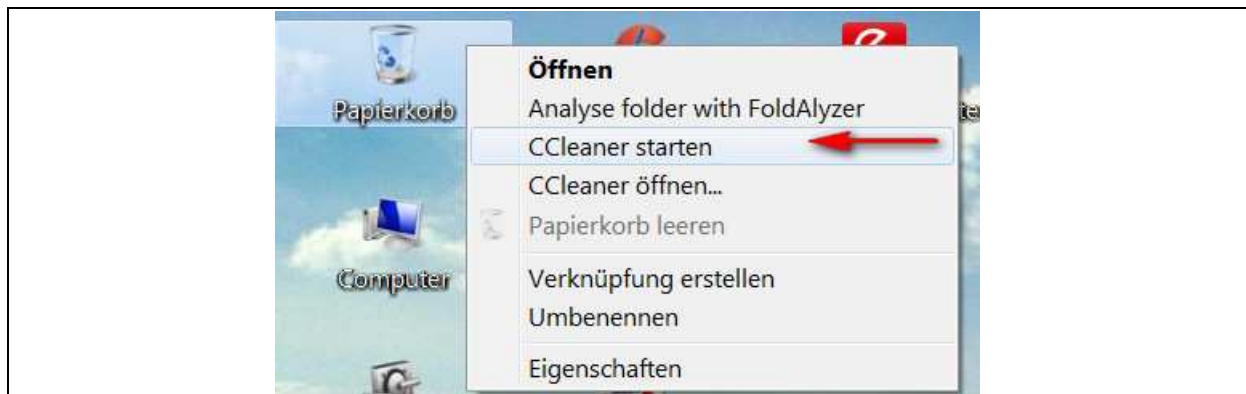 Papierkorb
Öffnen
Analyse folder with FoldAlyzer
CCleaner starten
CCleaner öffnen...
Papierkorb leeren
Computer
Verknüpfung erstellen
Umbenennen
Eigenschaften